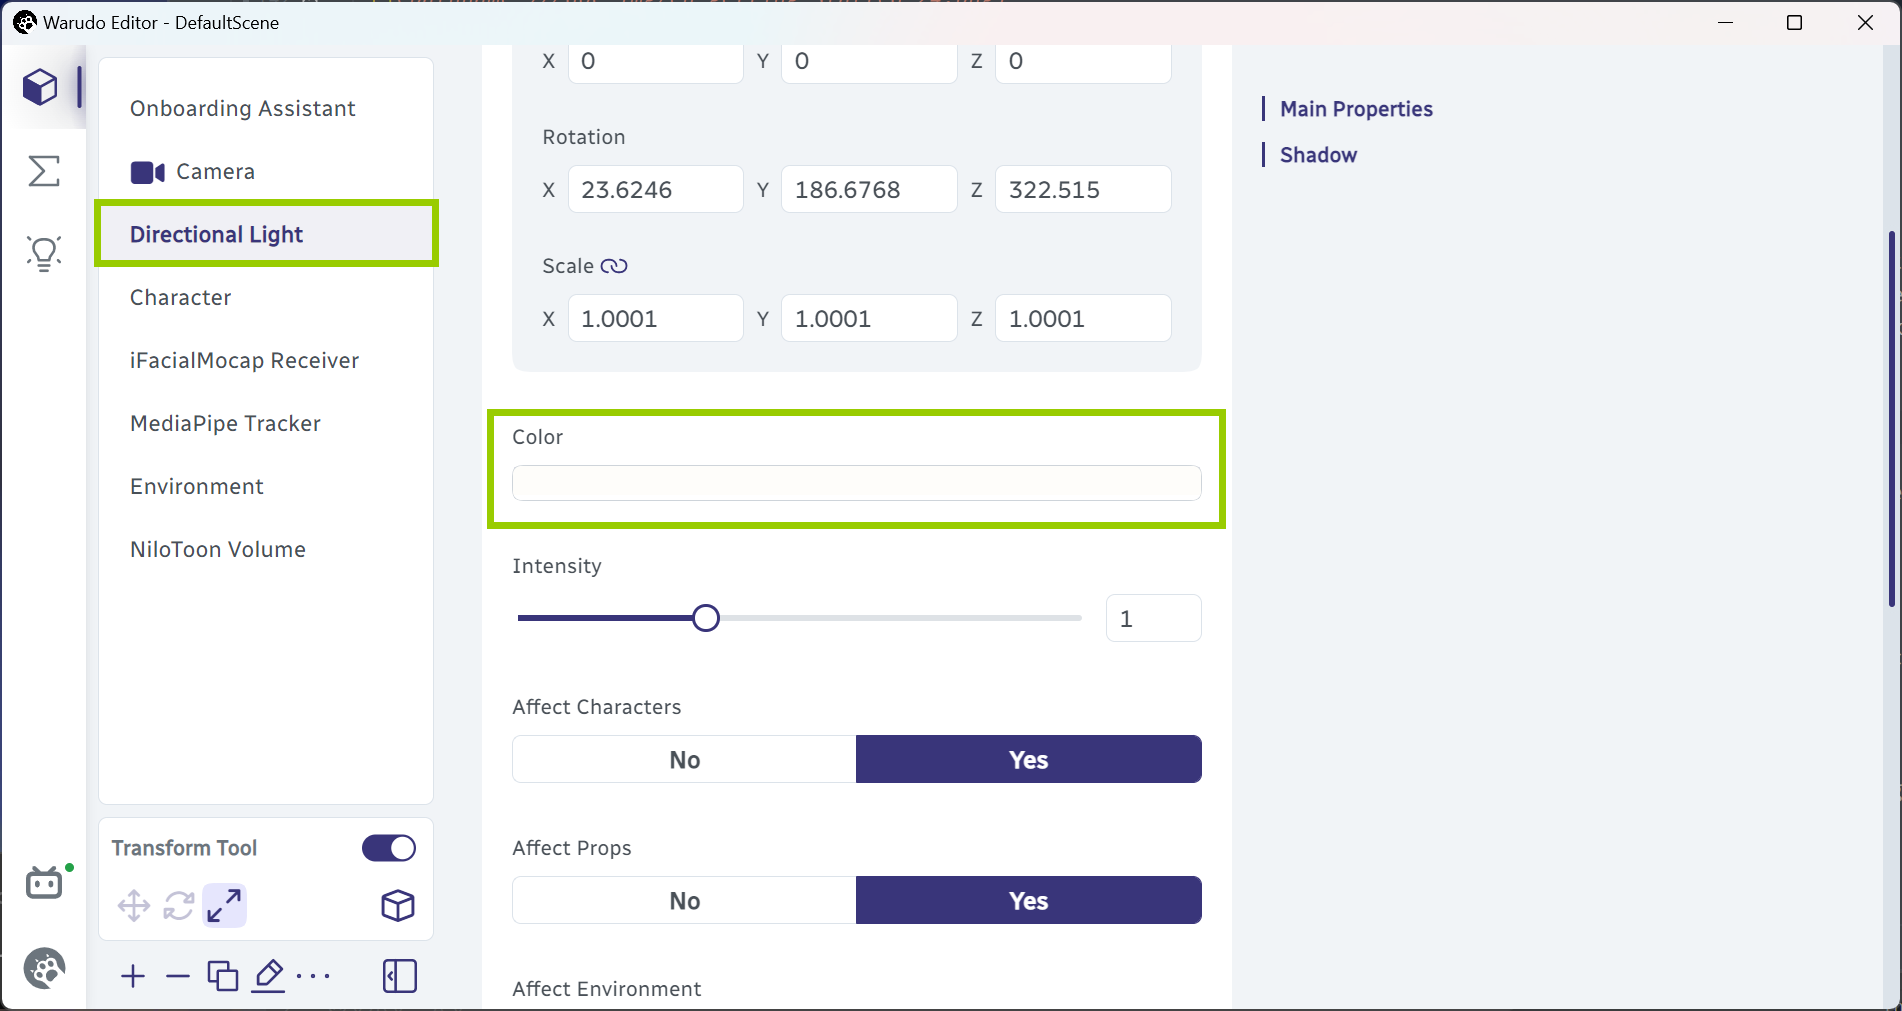 Warudo Editor - DefaultScene
Onboarding Assistant
Camera
Directional Light
Character
iFacialMocap Receiver
MediaPipe Tracker
Environment
NiloToon Volume
Transform Tool
X 0 Y 0 Z 0
Rotation
X 23.6246 Y 186.6768 Z 322.515
Scale
X 1.0001 Y 1.0001 Z 1.0001
Color
Intensity
1
Affect Characters
No Yes
Affect Props
No Yes
Affect Environment
Main Properties
Shadow